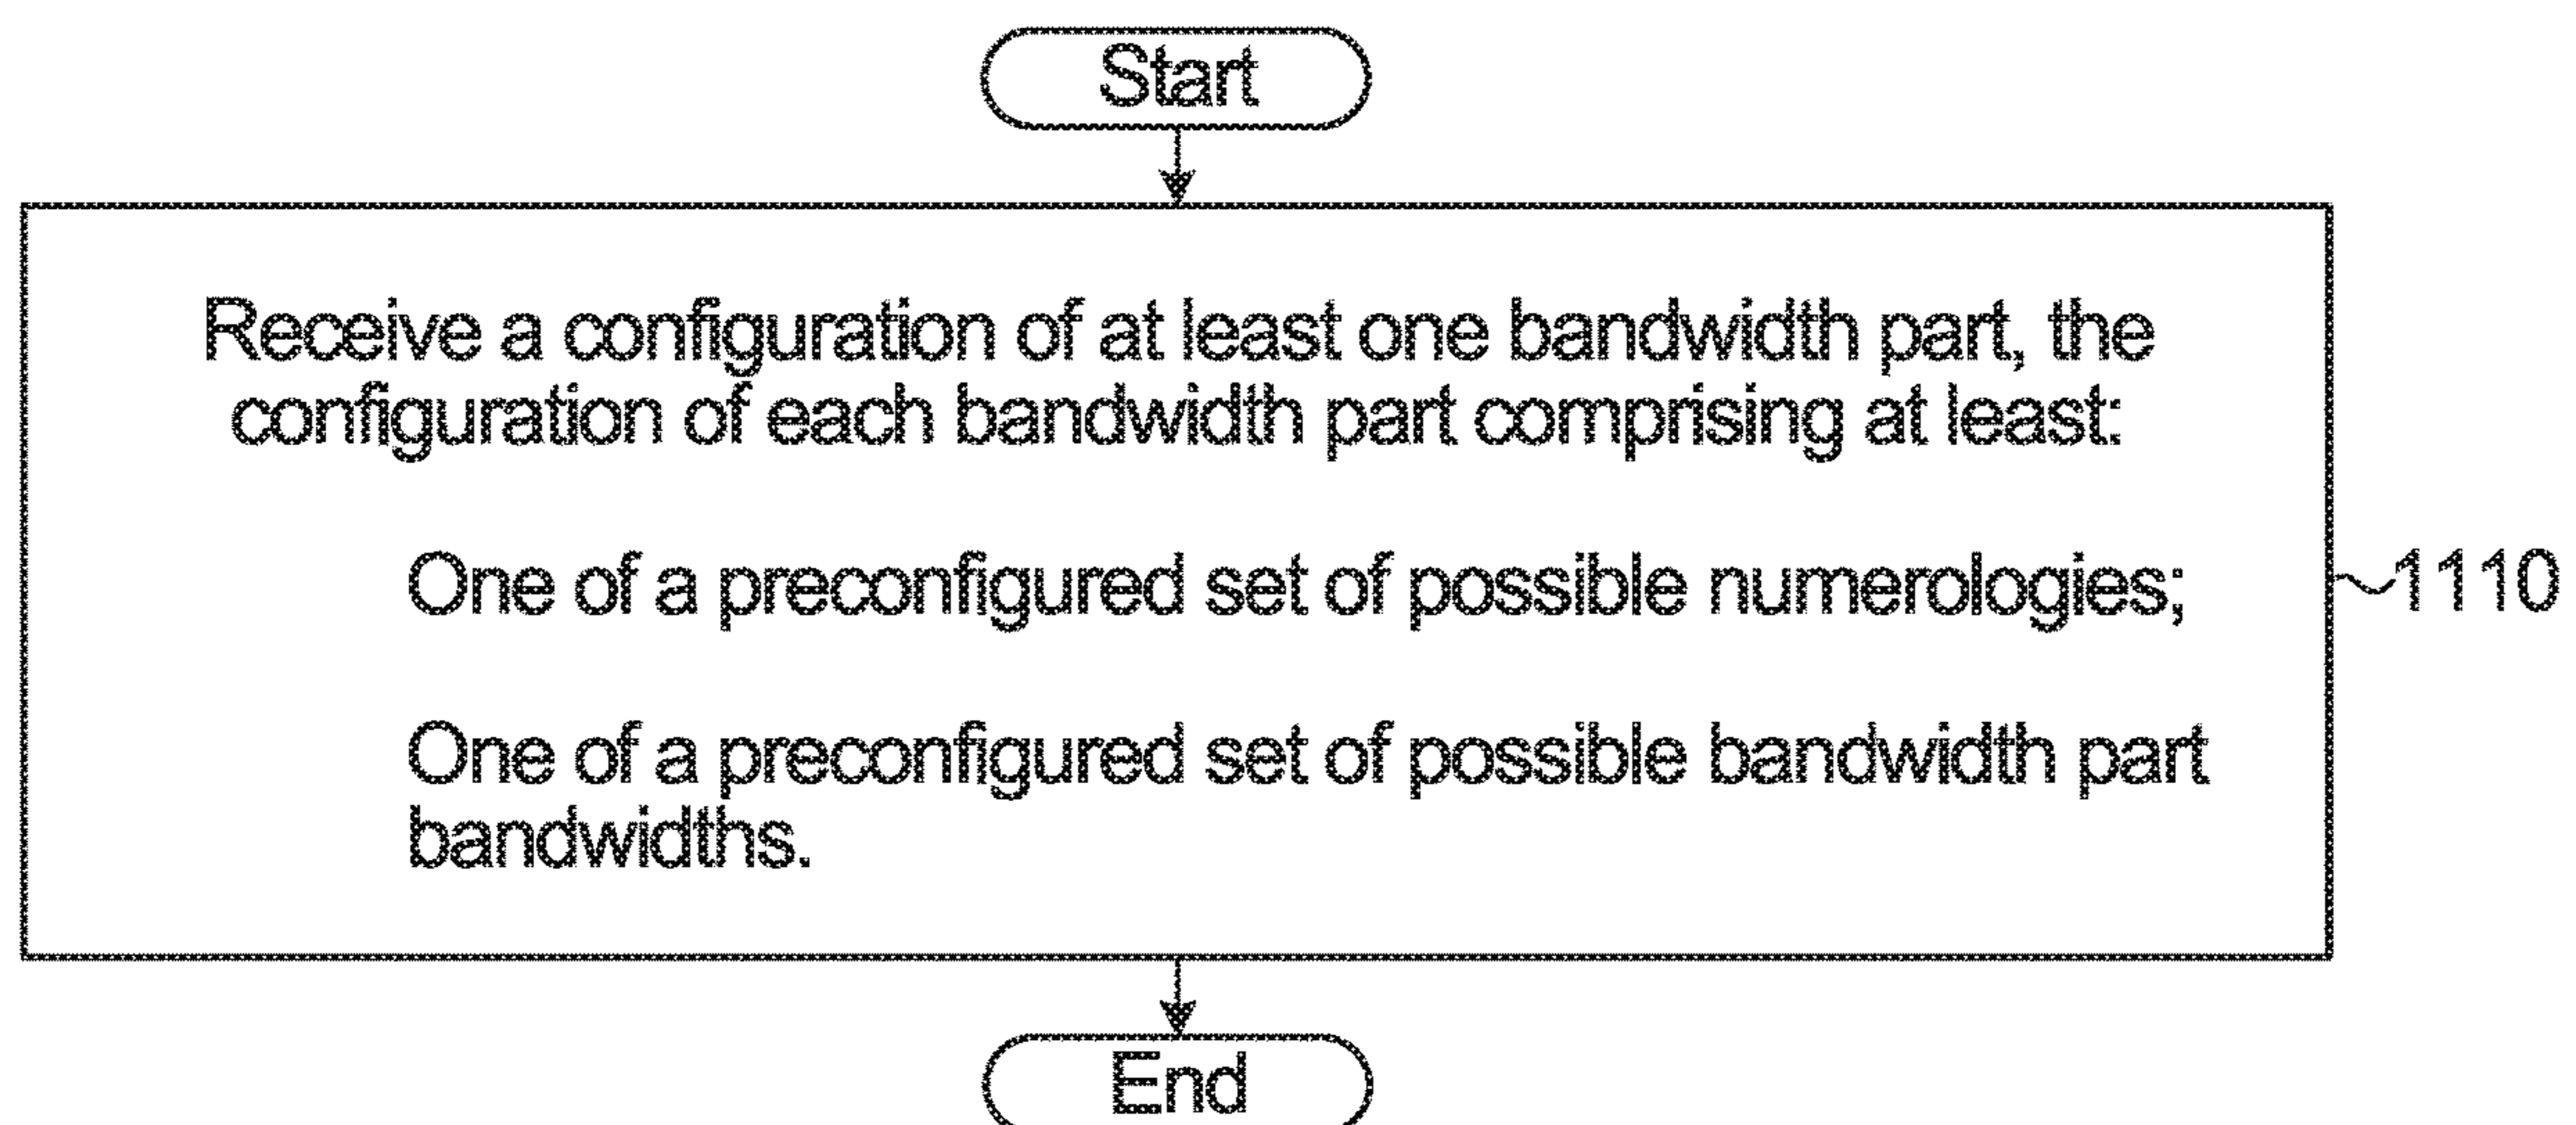 Start
Receive a configuration of at least one bandwidth part, the
configuration of each bandwidth part comprising at least:
One of a preconfigured set of possible numerologies;
One of a preconfigured set of possible bandwidth part
bandwidths.
1110
End